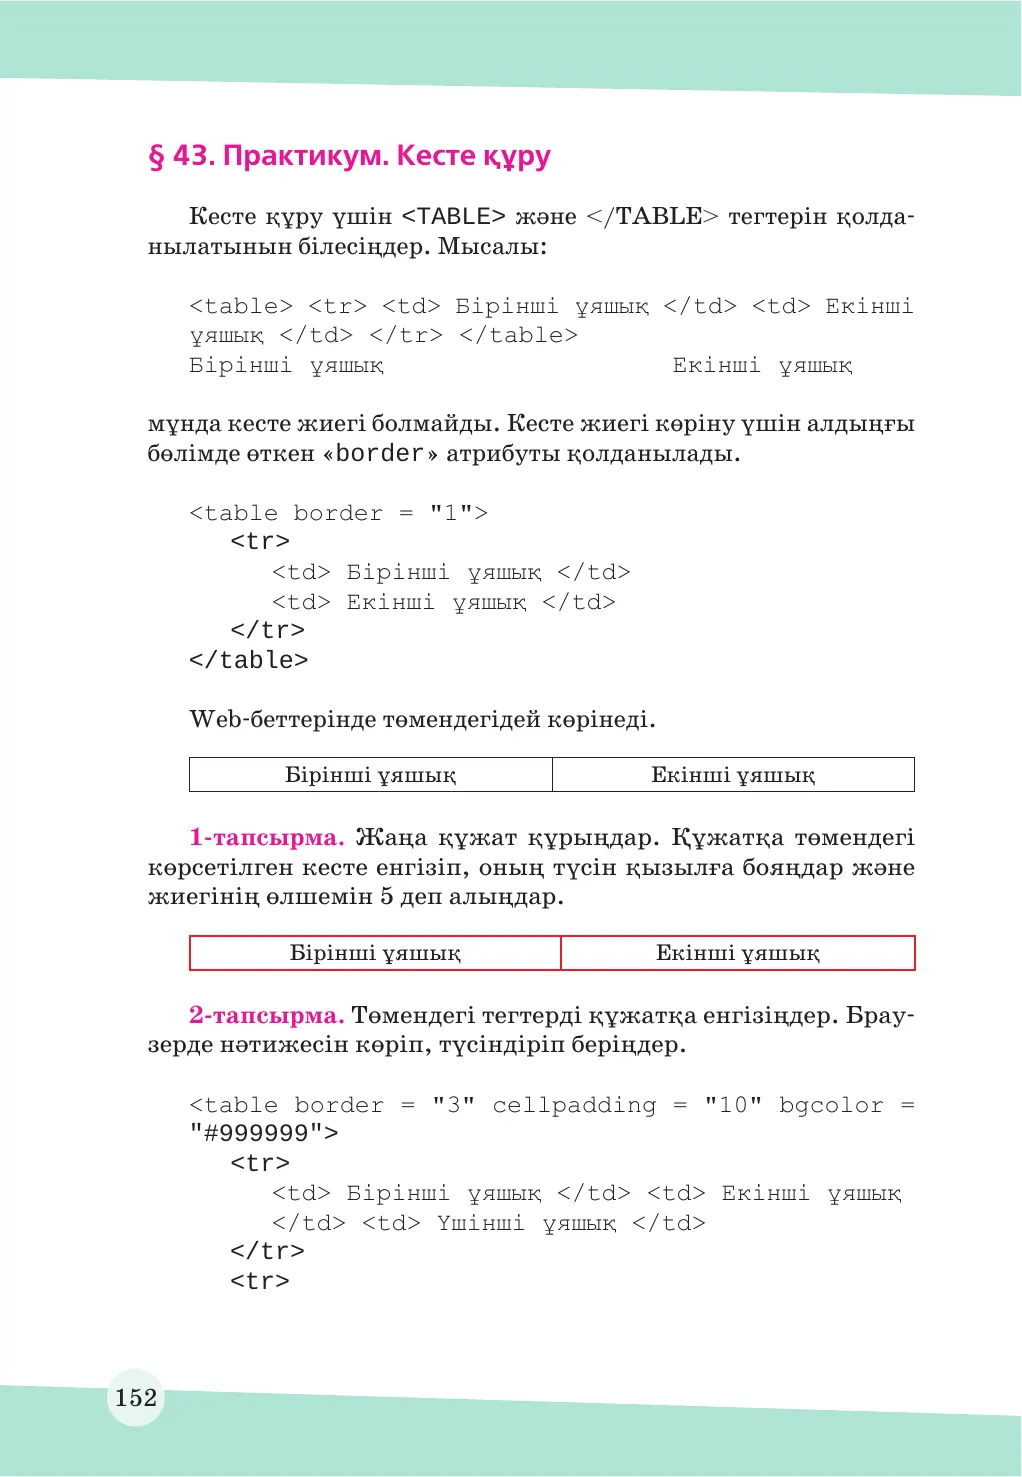 § 43. Практикум. Кесте құру
Кесте құру үшін <TABLE> және </TABLE> тегтерін қолда-
нылатынын білесіңдер. Мысалы:
<table> <tr> <td> Бірінші ұяшық </td> <td> Екінші
ұяшық </td> </tr> </table>
Бірінші ұяшық Екінші ұяшық
мұнда кесте жиегі болмайды. Кесте жиегі көріну үшін алдыңғы
бөлімде өткен «border» атрибуты қолданылады.
<table border = "1">
<tr>
<td> Бірінші ұяшық </td>
<td> Екінші ұяшық </td>
</tr>
</table>
Web-беттерінде төмендегідей көрінеді.
Бірінші ұяшық Екінші ұяшық
1-тапсырма. Жаңа құжат құрыңдар. Құжатқа төмендегі
көрсетілген кесте енгізіп, оның түсін қызылға бояңдар және
жиегінің өлшемін 5 деп алыңдар.
Бірінші ұяшық Екінші ұяшық
2-тапсырма. Төмендегі тегтерді құжатқа енгізіңдер. Брау-
зерде нәтижесін көріп, түсіндіріп беріңдер.
<table border = "3" cellpadding = "10" bgcolor =
"#999999">
<tr>
<td> Бірінші ұяшық </td> <td> Екінші ұяшық
</td> <td> Үшінші ұяшық </td>
</tr>
<tr>
152